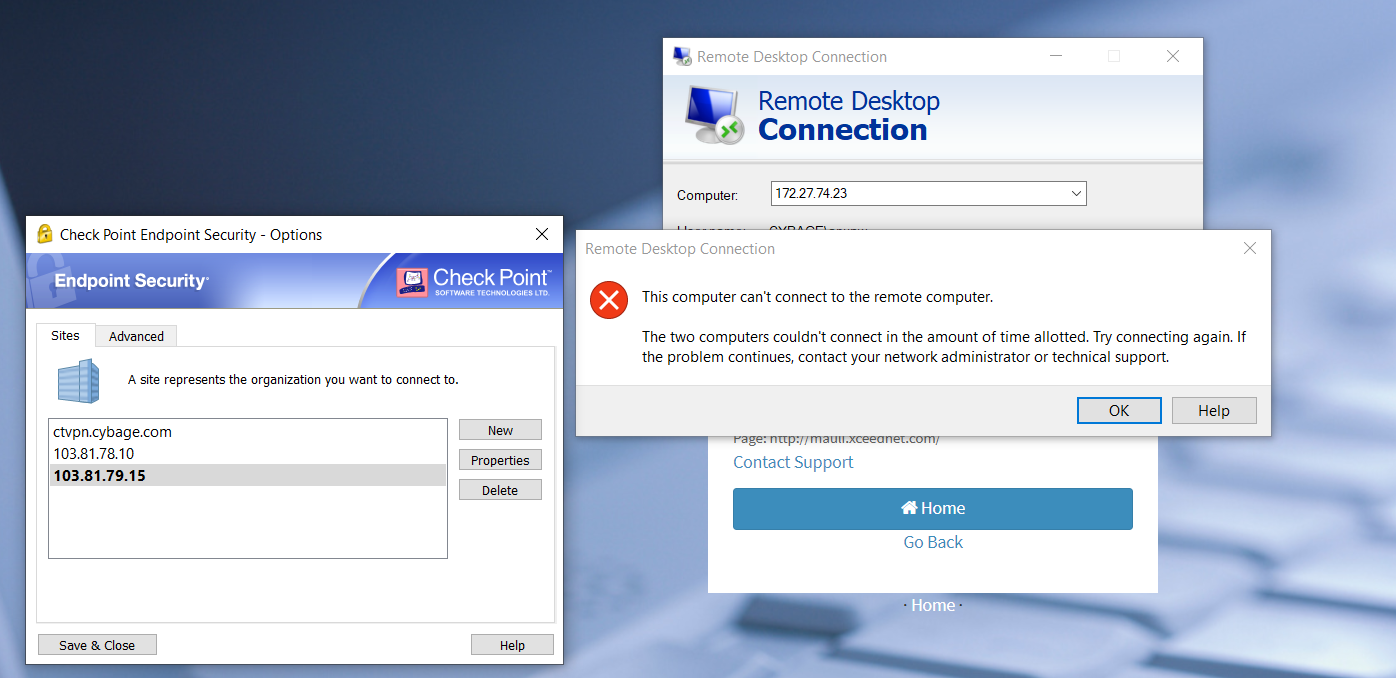 Remote Desktop Connection
Remote Desktop
Connection
Computer:
172.27.74.23
Check Point Endpoint Security - Options
Endpoint Security
Check Point™
SOFTWARE TECHNOLOGIES LTD.
Sites
Advanced
A site represents the organization you want to connect to.
ctvpn.cybage.com
103.81.78.10
103.81.79.15
New
Properties
Delete
Save & Close
Help
Remote Desktop Connection
This computer can't connect to the remote computer.
The two computers couldn't connect in the amount of time allotted. Try connecting again. If
the problem continues, contact your network administrator or technical support.
OK
Help
Page: http://mauli.xceednet.com/
Contact Support
Home
Go Back
· Home ·